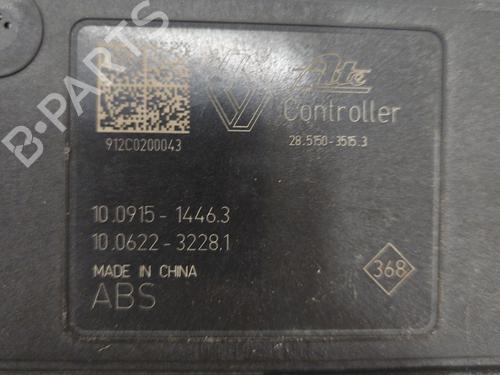 Ate
Controller
28.5150-3515.3
912C0200043
10.0915-1446.3
10.0622-3228.1
MADE IN CHINA
ABS
368
B-PARTS